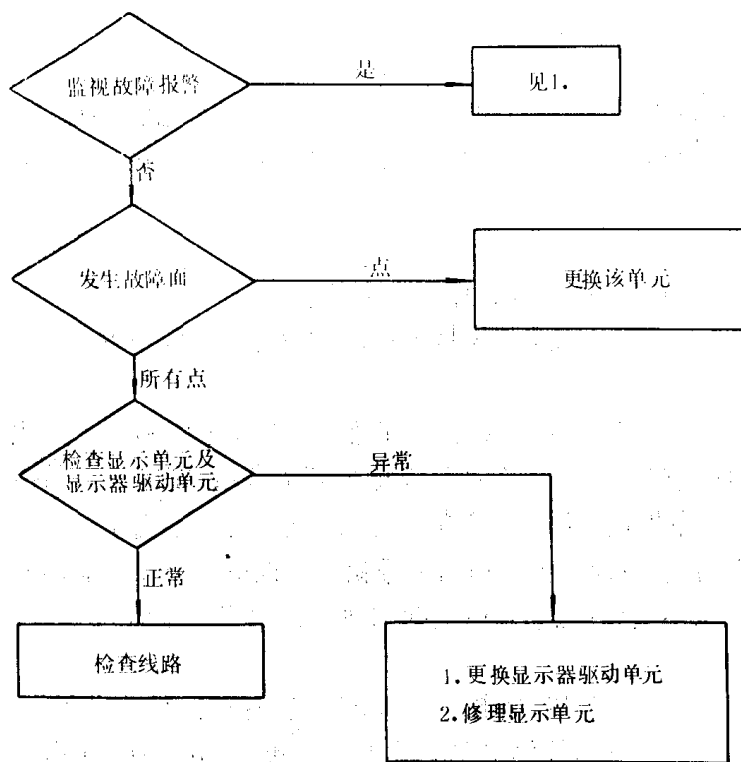 监视故障报警
是
见1.
否
发生故障面
一点
更换该单元
所有点
检查显示单元及
显示器驱动单元
异常
正常
检查线路
1.更换显示器驱动单元
2.修理显示单元